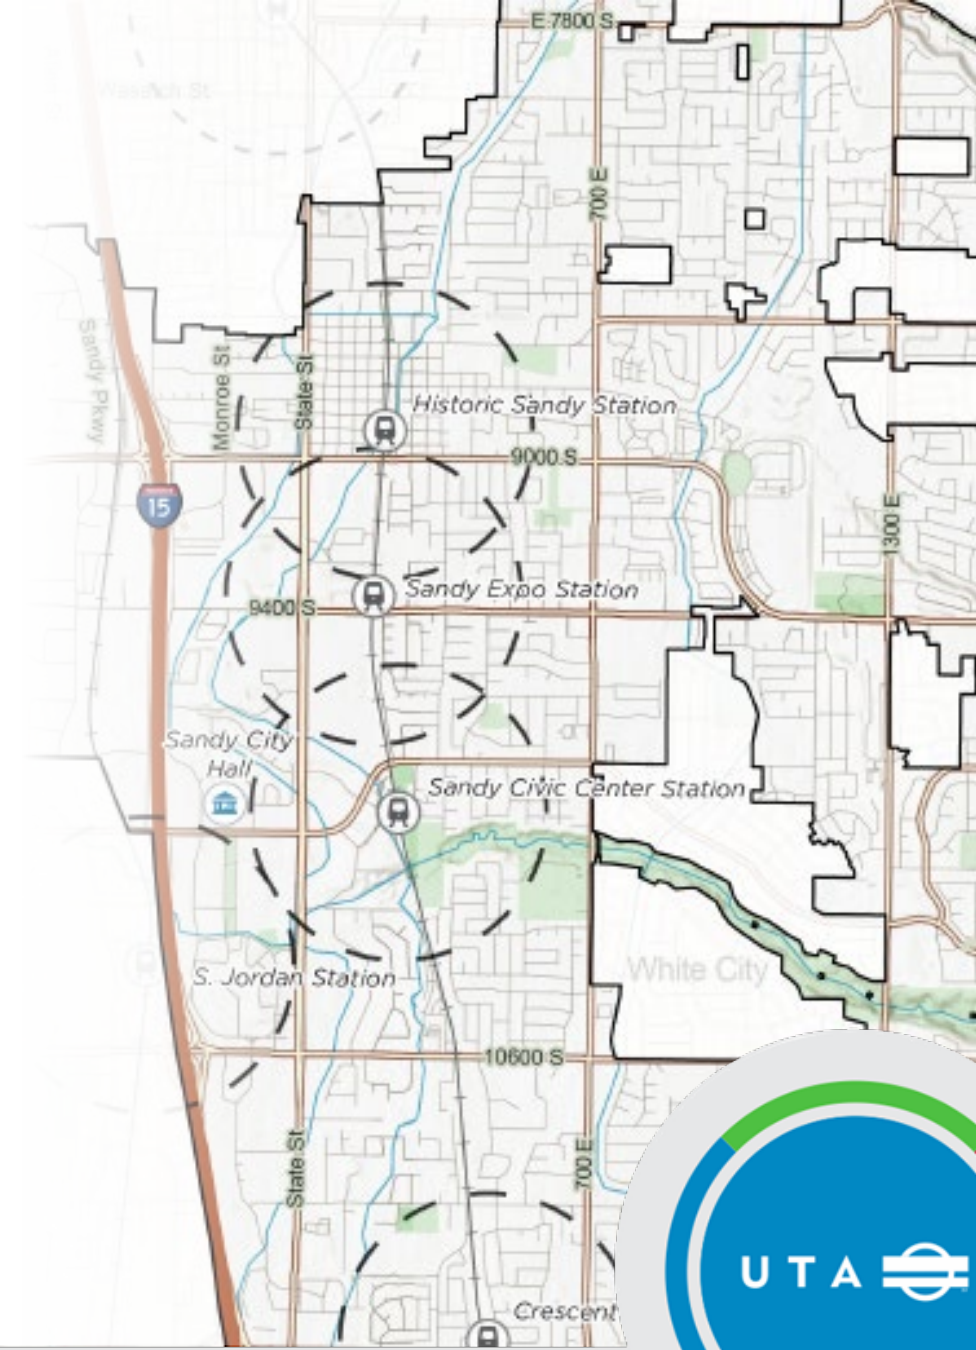 E 7800 S
Wasatch St
700 E
Sandy Pkwy
Monroe St
State St
Historic Sandy Station
9000 S
15
1300 E
Sandy Expo Station
9400 S
Sandy City
Hall
Sandy Civic Center Station
White City
S. Jordan Station
10600 S
State St
700 E
UTA
Crescent